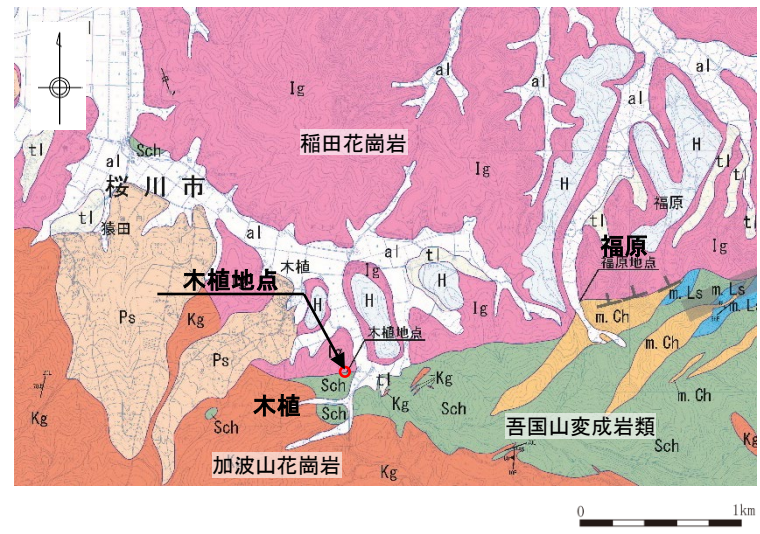 al
al
al
Ig
Sch
稲田花崗岩
tl
al
H
tl
桜川市
Ig
H
tl
福原
tl
猿田
al
al
福原
Ig
木植地点
木植
Ig
tl
福原地点
H
H
H
Ig
m.Ls
m.Ls
m.Ls
Ps
Kg
m.Ch
木植地点
m.Ch
Ps
Sch
tl
Kg
m.Ch
木植
Sch
Kg
Sch
吾国山変成岩類
Kg
Sch
Sch
Kg
加波山花崗岩
Kg
0 1km